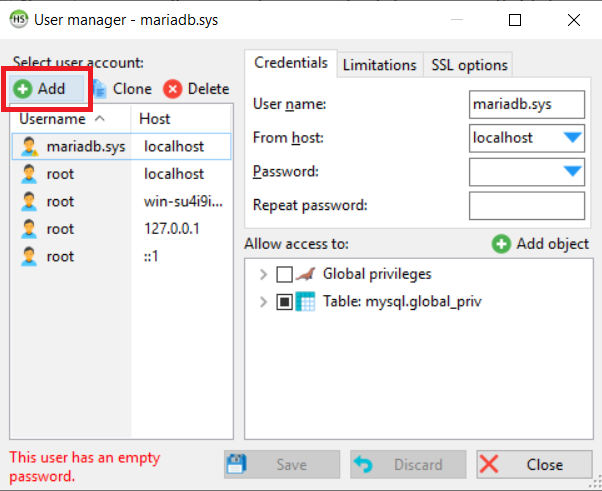 HS User manager - mariadb.sys
Select user account:
Add Clone Delete
Username Host
mariadb.sys localhost
root localhost
root win-su4i9i...
root 127.0.0.1
root ::1
Credentials Limitations SSL options
User name: mariadb.sys
From host: localhost
Password:
Repeat password:
Allow access to: Add object
Global privileges
Table: mysql.global_priv
This user has an empty
password.
Save Discard Close